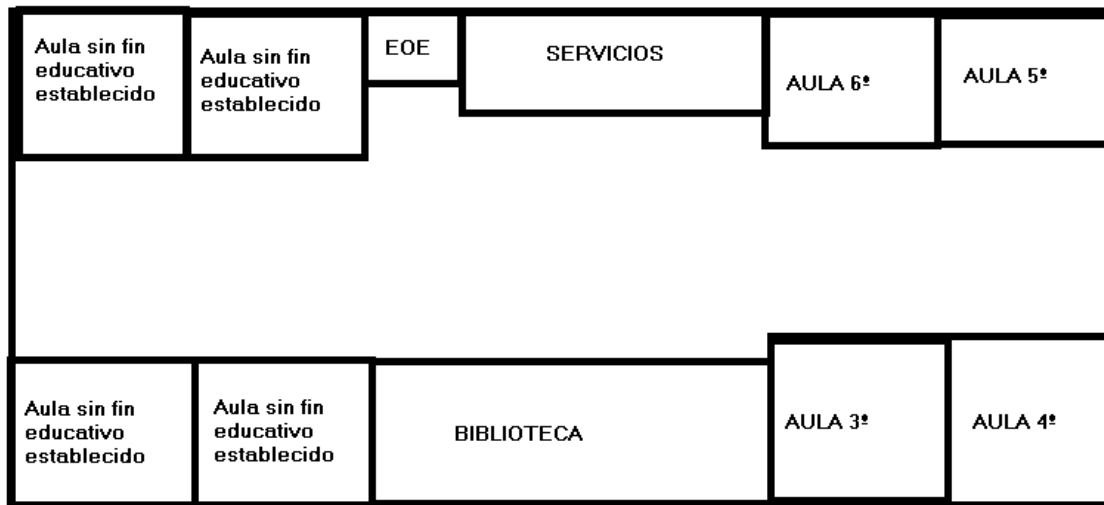 Aula sin fin
educativo
establecido
Aula sin fin
educativo
establecido
EOE
SERVICIOS
AULA 6º
AULA 5º
Aula sin fin
educativo
establecido
Aula sin fin
educativo
establecido
BIBLIOTECA
AULA 3º
AULA 4º